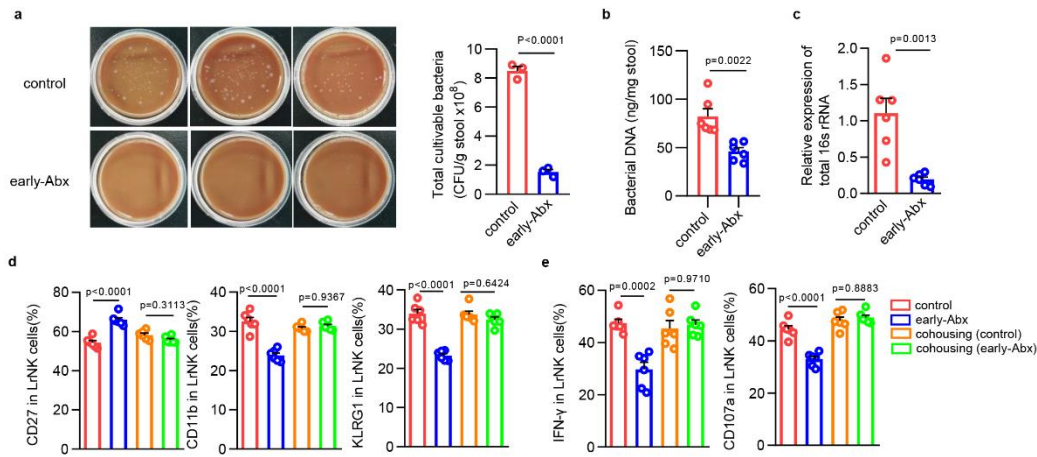 a
control
early-Abx
Total cultivable bacteria
(CFU/g stool x10⁸)
10
8
6
4
2
0
P<0.0001
control
early-Abx
b
Bacterial DNA (ng/mg stool)
150
100
50
0
p=0.0022
control
early-Abx
c
Relative expression of
total 16s rRNA
2.0
1.5
1.0
0.5
0.0
p=0.0013
control
early-Abx
d
CD27 in LrNK cells(%)
80
60
40
20
0
p<0.0001
p=0.3113
CD11b in LrNK cells(%)
40
30
20
10
0
p<0.0001
p=0.9367
KLRG1 in LrNK cells(%)
40
30
20
10
0
p<0.0001
p=0.6424
e
IFN-γ in LrNK cells(%)
60
40
20
0
p=0.0002
p=0.9710
CD107a in LrNK cells(%)
60
40
20
0
p<0.0001
p=0.8883
control
early-Abx
cohousing (control)
cohousing (early-Abx)